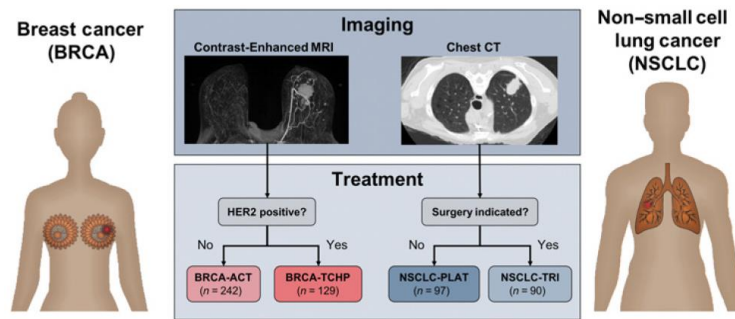 Breast cancer
(BRCA)
Imaging
Contrast-Enhanced MRI
Chest CT
Non–small cell
lung cancer
(NSCLC)
Treatment
HER2 positive?
Surgery indicated?
No
Yes
No
Yes
BRCA-ACT
(n = 242)
BRCA-TCHP
(n = 129)
NSCLC-PLAT
(n = 97)
NSCLC-TRI
(n = 90)